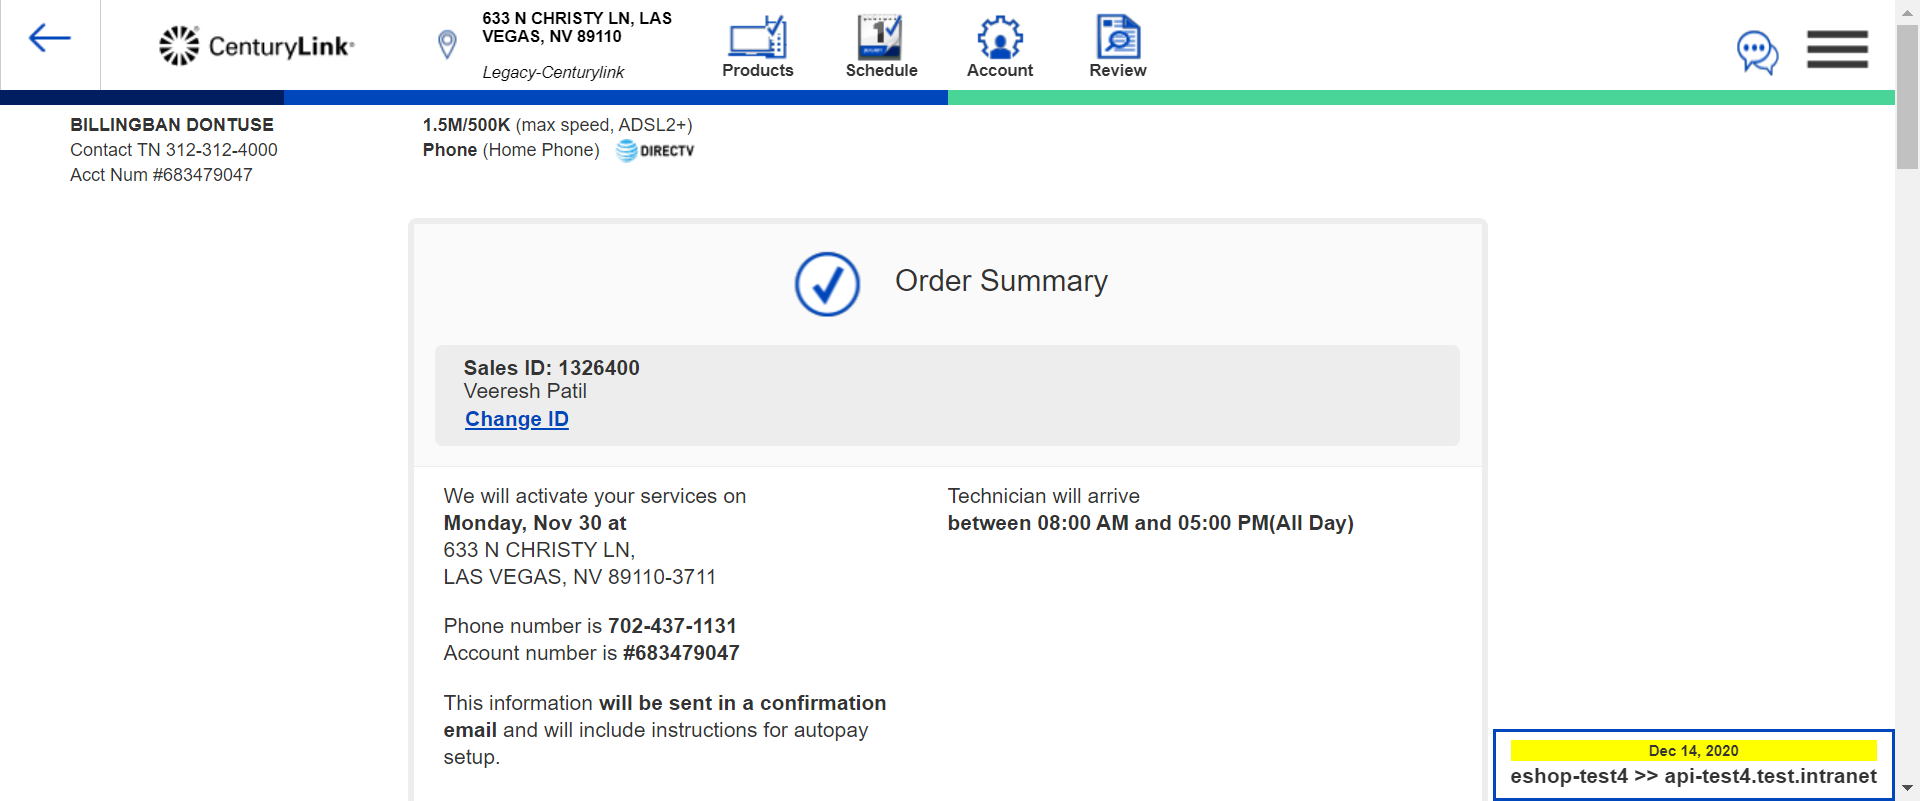 CenturyLink
633 N CHRISTY LN, LAS
VEGAS, NV 89110
Legacy-Centurylink
1
Products
Schedule
Account
Review
BILLINGBAN DONTUSE
Contact TN 312-312-4000
Acct Num #683479047
1.5M/500K (max speed, ADSL2+)
Phone (Home Phone) DIRECTV
Order Summary
Sales ID: 1326400
Veeresh Patil
Change ID
We will activate your services on
Monday, Nov 30 at
633 N CHRISTY LN,
LAS VEGAS, NV 89110-3711
Technician will arrive
between 08:00 AM and 05:00 PM(All Day)
Phone number is 702-437-1131
Account number is #683479047
This information will be sent in a confirmation
email and will include instructions for autopay
setup.
Dec 14, 2020
eshop-test4 >> api-test4.test.intranet